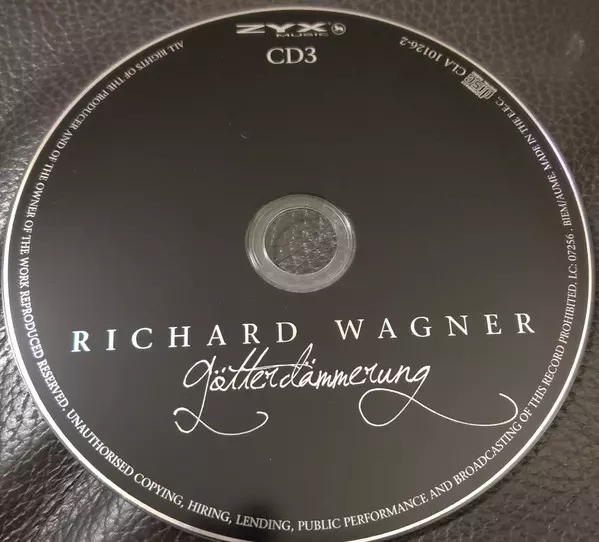 ZYX
MUSIC
CD3
CLA 10126-2
RICHARD WAGNER
götterdämmerung
ALL RIGHTS OF THE PRODUCER AND OF THE OWNER OF THE WORK REPRODUCED RESERVED. UNAUTHORISED COPYING, HIRING, LENDING, PUBLIC PERFORMANCE AND BROADCASTING OF THIS RECORD PROHIBITED. LC: 07256 . BIEM/AUME. MADE IN THE E.E.C.
disc